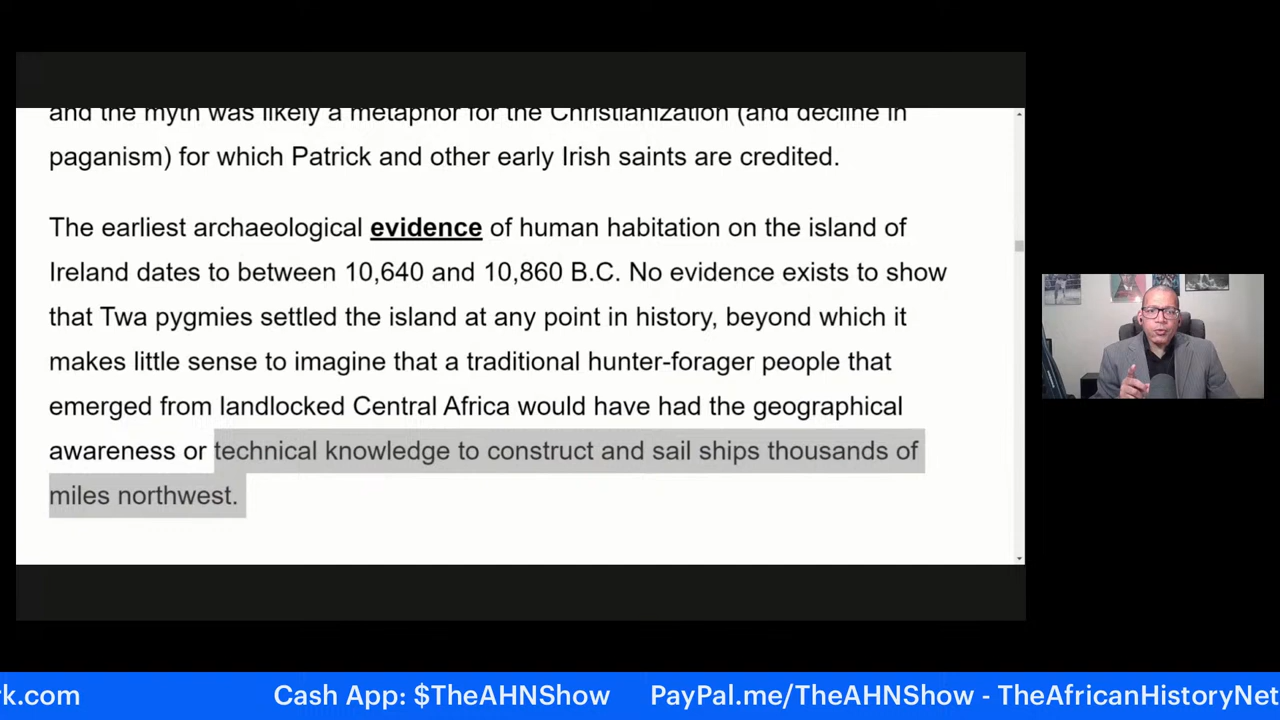 and the myth was likely a metaphor for the Christianization (and decline in
paganism) for which Patrick and other early Irish saints are credited.
The earliest archaeological evidence of human habitation on the island of
Ireland dates to between 10,640 and 10,860 B.C. No evidence exists to show
that Twa pygmies settled the island at any point in history, beyond which it
makes little sense to imagine that a traditional hunter-forager people that
emerged from landlocked Central Africa would have had the geographical
awareness or technical knowledge to construct and sail ships thousands of
miles northwest.
rk.com Cash App: $TheAHNShow PayPal.me/TheAHNShow - TheAfricanHistoryNet